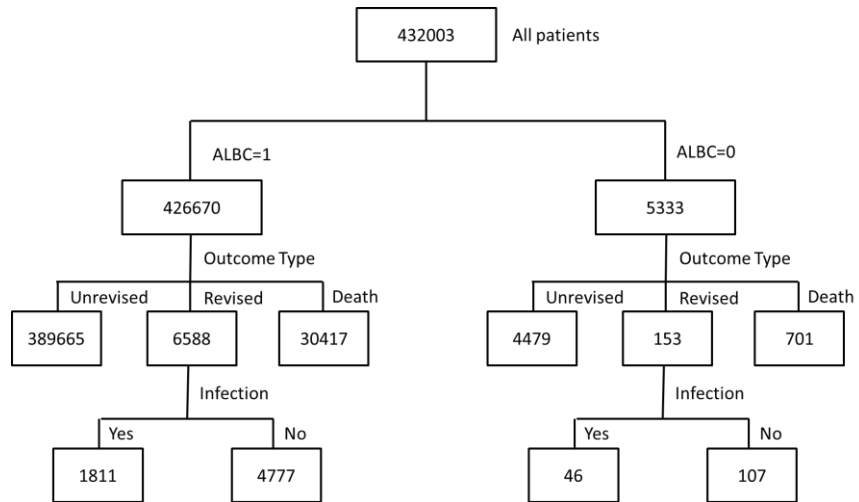 432003 All patients
ALBC=1 ALBC=0
426670 5333
Outcome Type Outcome Type
Unrevised Revised Death Unrevised Revised Death
389665 6588 30417 4479 153 701
Infection Infection
Yes No Yes No
1811 4777 46 107